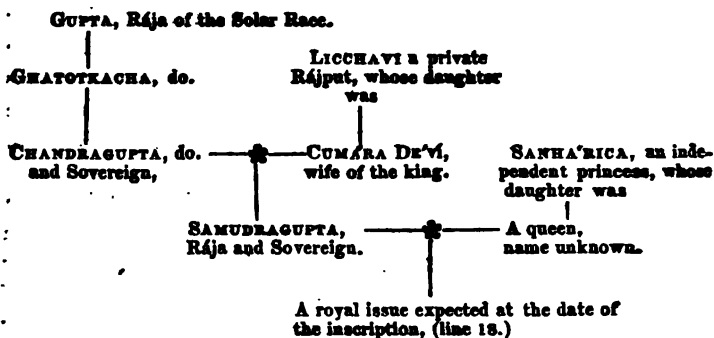 GUPTA, Rája of the Solar Race.
LICCHAVI a private
Rájput, whose daughter
was
GHATOTKACHA, do.
CHANDRAGUPTA, do.
and Sovereign,
CUMÁRA DE'VÍ,
wife of the king.
SANHA'RICA, an inde-
pendent princess, whose
daughter was
SAMUDRAGUPTA,
Rája and Sovereign.
A queen,
name unknown.
A royal issue expected at the date of
the inscription, (line 18.)